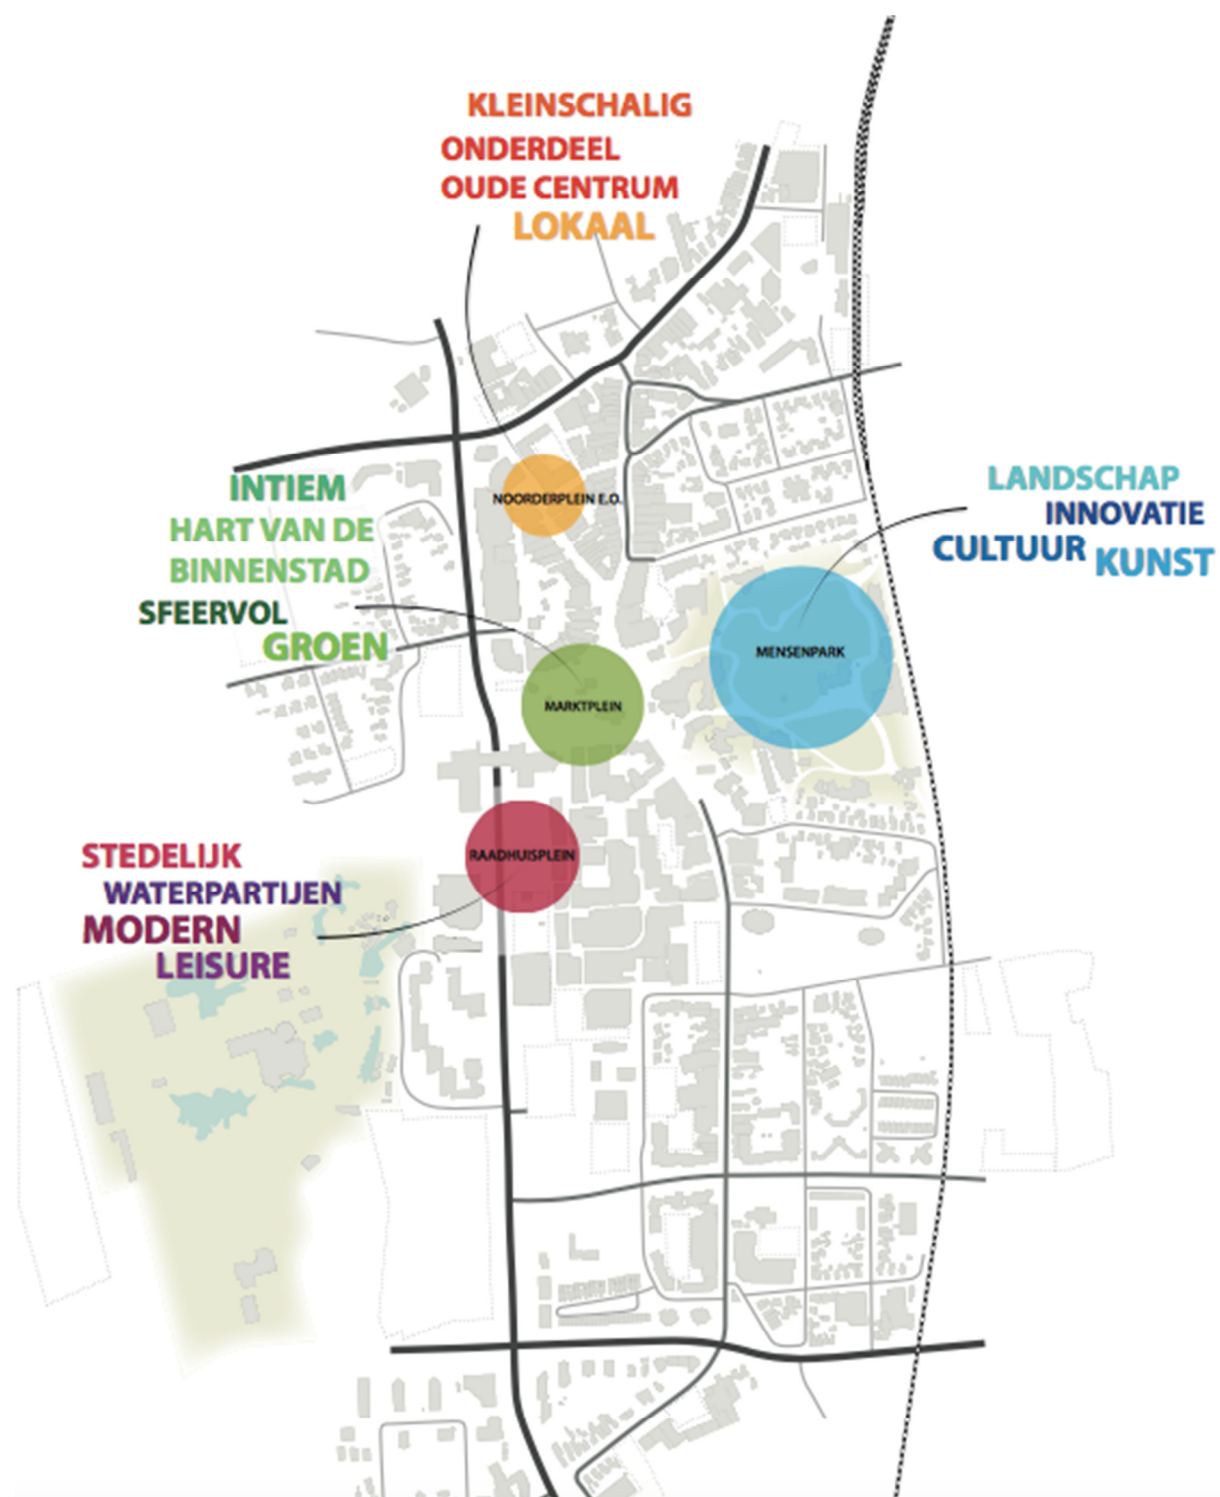 KLEINSCHALIG
ONDERDEEL
OUDE CENTRUM
LOKAAL
NOORDERPLEIN E.O.
INTIEM
HART VAN DE
BINNENSTAD
SFEERVOL
GROEN
LANDSCHAP
INNOVATIE
CULTUUR
KUNST
MENSENPARK
MARKTPLEIN
RAADHUISPLEIN
STEDELIJK
WATERPARTIJEN
MODERN
LEISURE